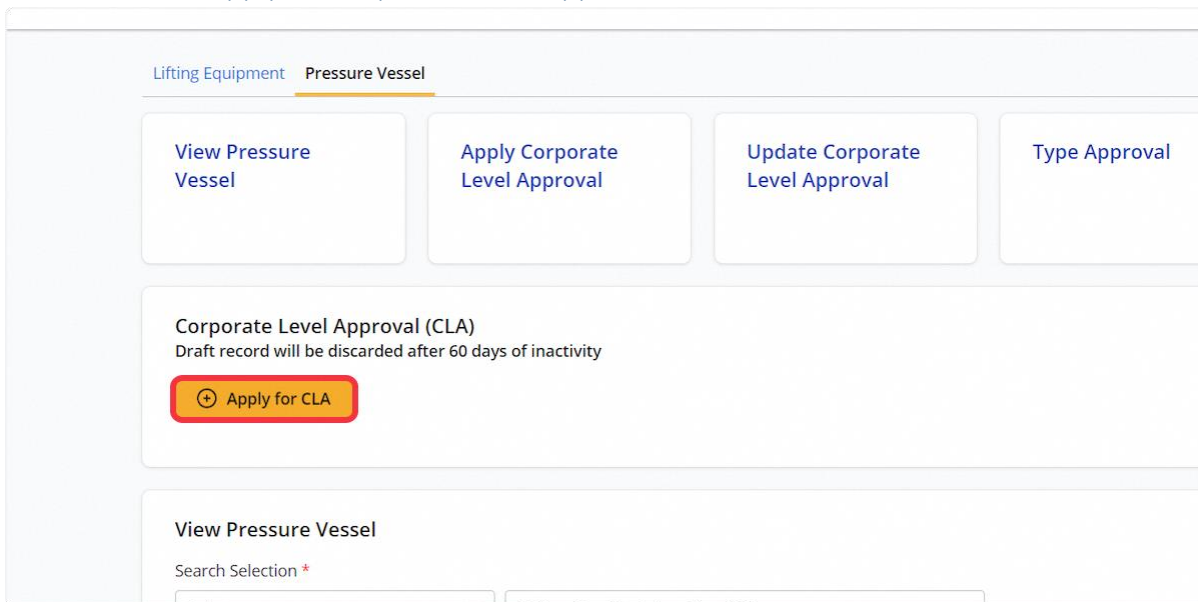 Lifting Equipment Pressure Vessel
View Pressure
Vessel
Apply Corporate
Level Approval
Update Corporate
Level Approval
Type Approval
Corporate Level Approval (CLA)
Draft record will be discarded after 60 days of inactivity
Apply for CLA
View Pressure Vessel
Search Selection *